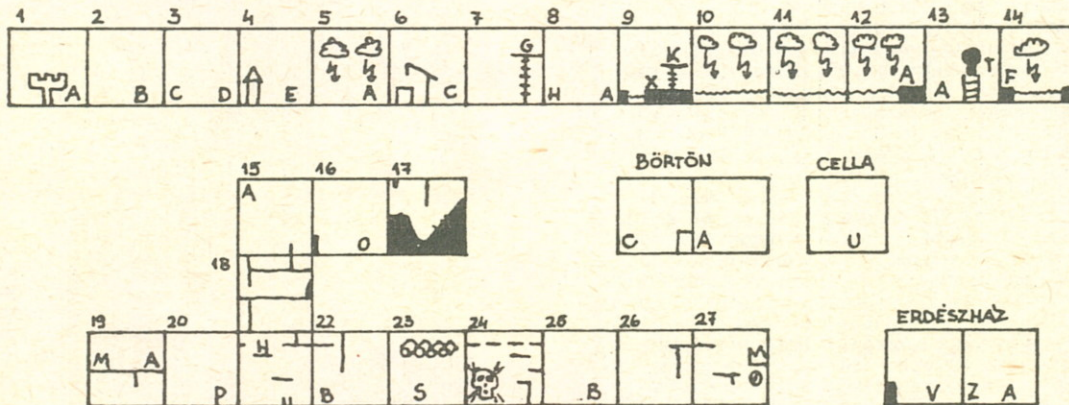 1 2 3 4 5 6 7 8 9 10 11 12 13 14
A B C D E A C G H A X K A A T F
15 16 17 BÖRTÖN CELLA
A O C A U
18
19 20 22 23 24 25 26 27 ERDÉSZHÁZ
M A P H U B S B M Ø V Z A